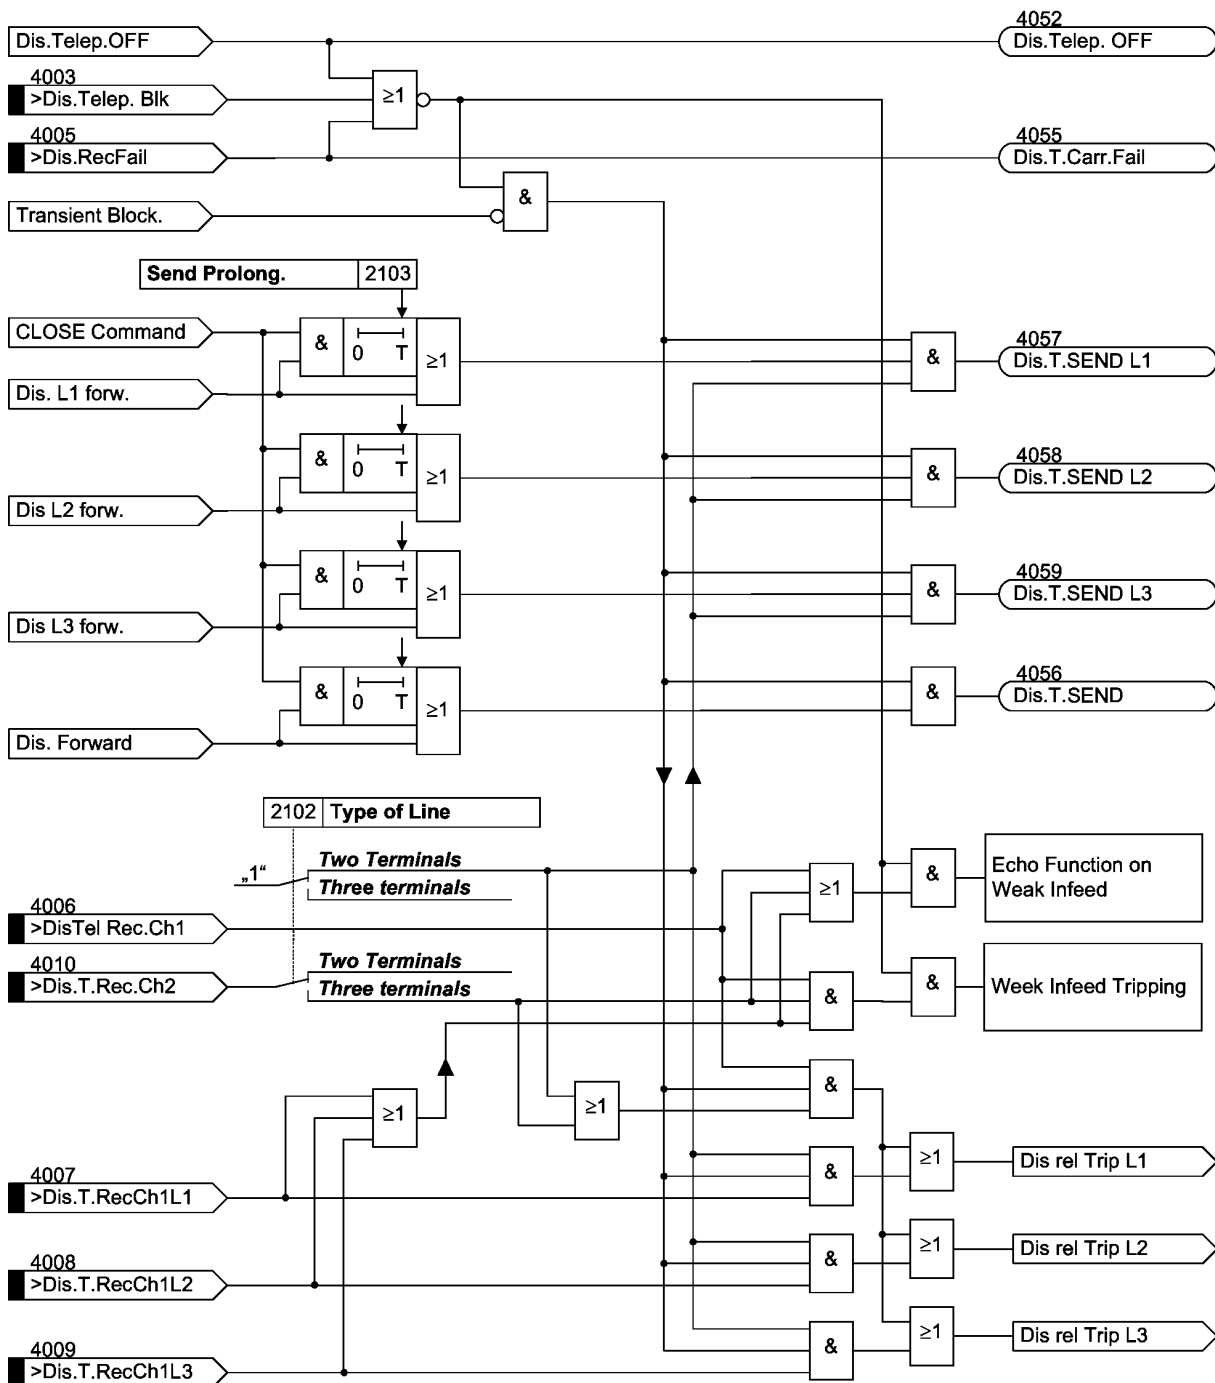 Dis.Telep.OFF
4052
Dis.Telep. OFF
4003
>Dis.Telep. Blk
≥1
4005
>Dis.RecFail
4055
Dis.T.Carr.Fail
&
Transient Block.
Send Prolong. 2103
CLOSE Command
& 0 T ≥1
Dis. L1 forw.
&
4057
Dis.T.SEND L1
& 0 T ≥1
Dis L2 forw.
&
4058
Dis.T.SEND L2
& 0 T ≥1
Dis L3 forw.
&
4059
Dis.T.SEND L3
& 0 T ≥1
Dis. Forward
&
4056
Dis.T.SEND
2102 Type of Line
„1“
Two Terminals
Three terminals
≥1
&
Echo Function on
Weak Infeed
4006
>DisTel Rec.Ch1
4010
>Dis.T.Rec.Ch2
Two Terminals
Three terminals
&
&
Week Infeed Tripping
≥1
≥1
&
4007
>Dis.T.RecCh1L1
&
≥1
Dis rel Trip L1
4008
>Dis.T.RecCh1L2
&
≥1
Dis rel Trip L2
4009
>Dis.T.RecCh1L3
&
≥1
Dis rel Trip L3